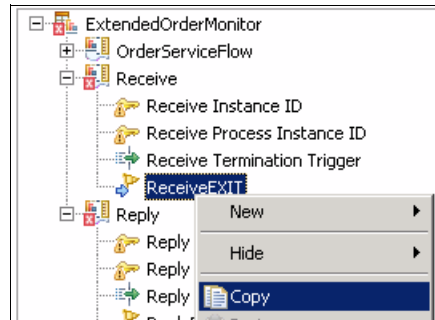 ExtendedOrderMonitor
OrderServiceFlow
Receive
Receive Instance ID
Receive Process Instance ID
Receive Termination Trigger
ReceiveEXIT
Reply
New
Reply
Hide
Reply
Reply
Copy